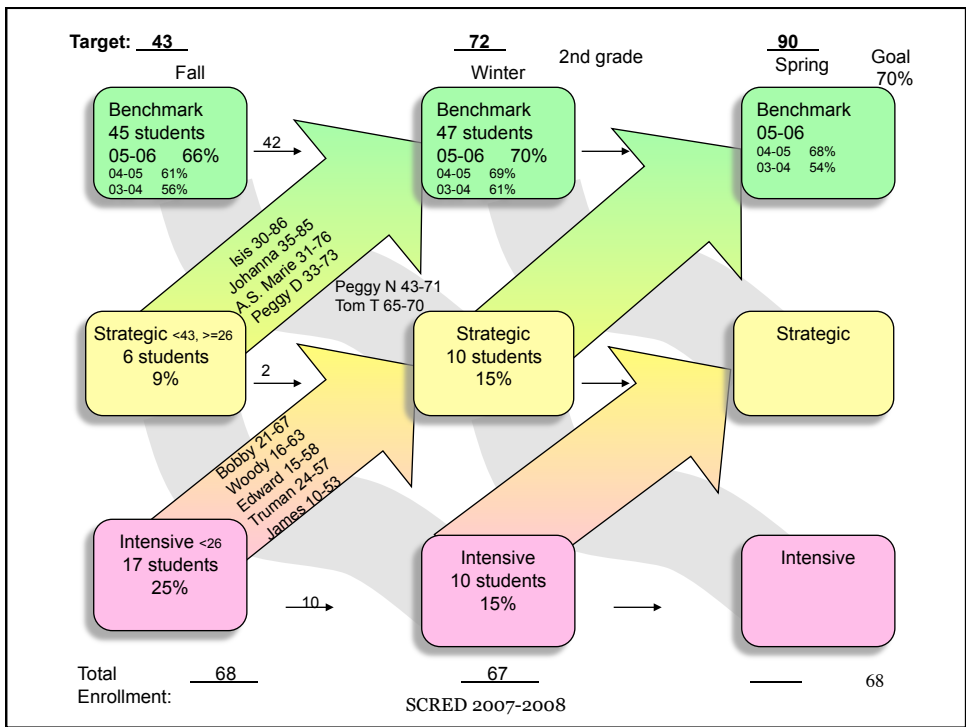 Target: 43 72 90
Fall Winter 2nd grade Spring Goal
70%
Benchmark
45 students
05-06 66%
04-05 61%
03-04 56%
42
Benchmark
47 students
05-06 70%
04-05 69%
03-04 61%
Benchmark
05-06
04-05 68%
03-04 54%
Isis 30-86
Johanna 35-85
A.S. Marie 31-76
Peggy D 33-73
Peggy N 43-71
Tom T 65-70
Strategic <43, >=26
6 students
9%
2
Strategic
10 students
15%
Strategic
Bobby 21-67
Woody 16-63
Edward 15-58
Truman 24-57
James 10-53
Intensive <26
17 students
25%
10
Intensive
10 students
15%
Intensive
Total
Enrollment:
68 67
SCRED 2007-2008
68